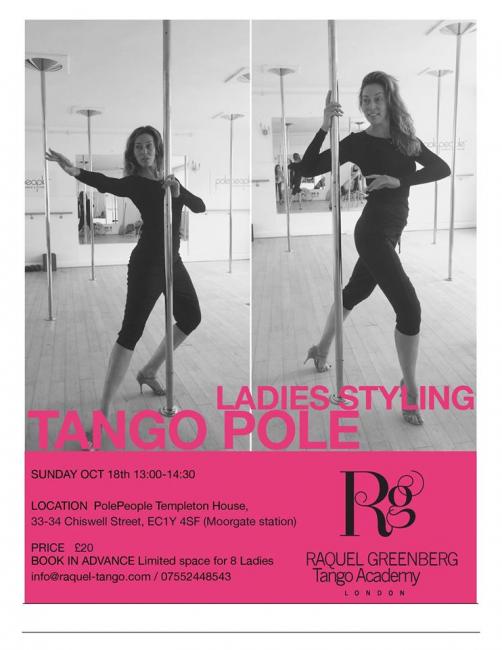 LADIES STYLING
TANGO POLE
SUNDAY OCT 18th 13:00-14:30
LOCATION PolePeople Templeton House,
33-34 Chiswell Street, EC1Y 4SF (Moorgate station)
PRICE £20
BOOK IN ADVANCE Limited space for 8 Ladies
info@raquel-tango.com / 07552448543
Rg
RAQUEL GREENBERG
Tango Academy
LONDON